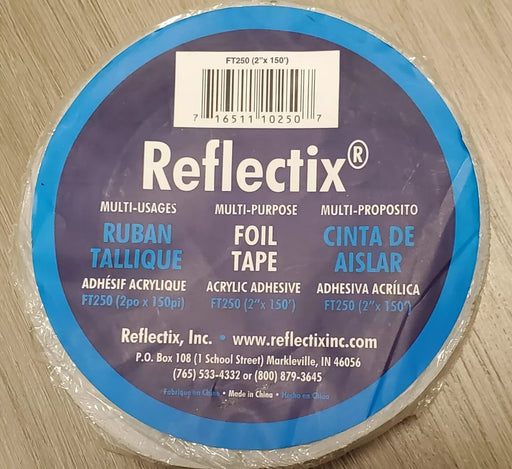 FT250 (2"x 150')
7 16511 10250 7
Reflectix®
MULTI-USAGES MULTI-PURPOSE MULTI-PROPOSITO
RUBAN FOIL CINTA DE
TALLIQUE TAPE AISLAR
ADHÉSIF ACRYLIQUE ACRYLIC ADHESIVE ADHESIVA ACRÍLICA
FT250 (2po x 150pi) FT250 (2"x 150') FT250 (2"x 150')
Reflectix, Inc. • www.reflectixinc.com
P.O. Box 108 (1 School Street) Markleville, IN 46056
(765) 533-4332 or (800) 879-3645
Fabriqué en Chine • Made in China • Hecho en China